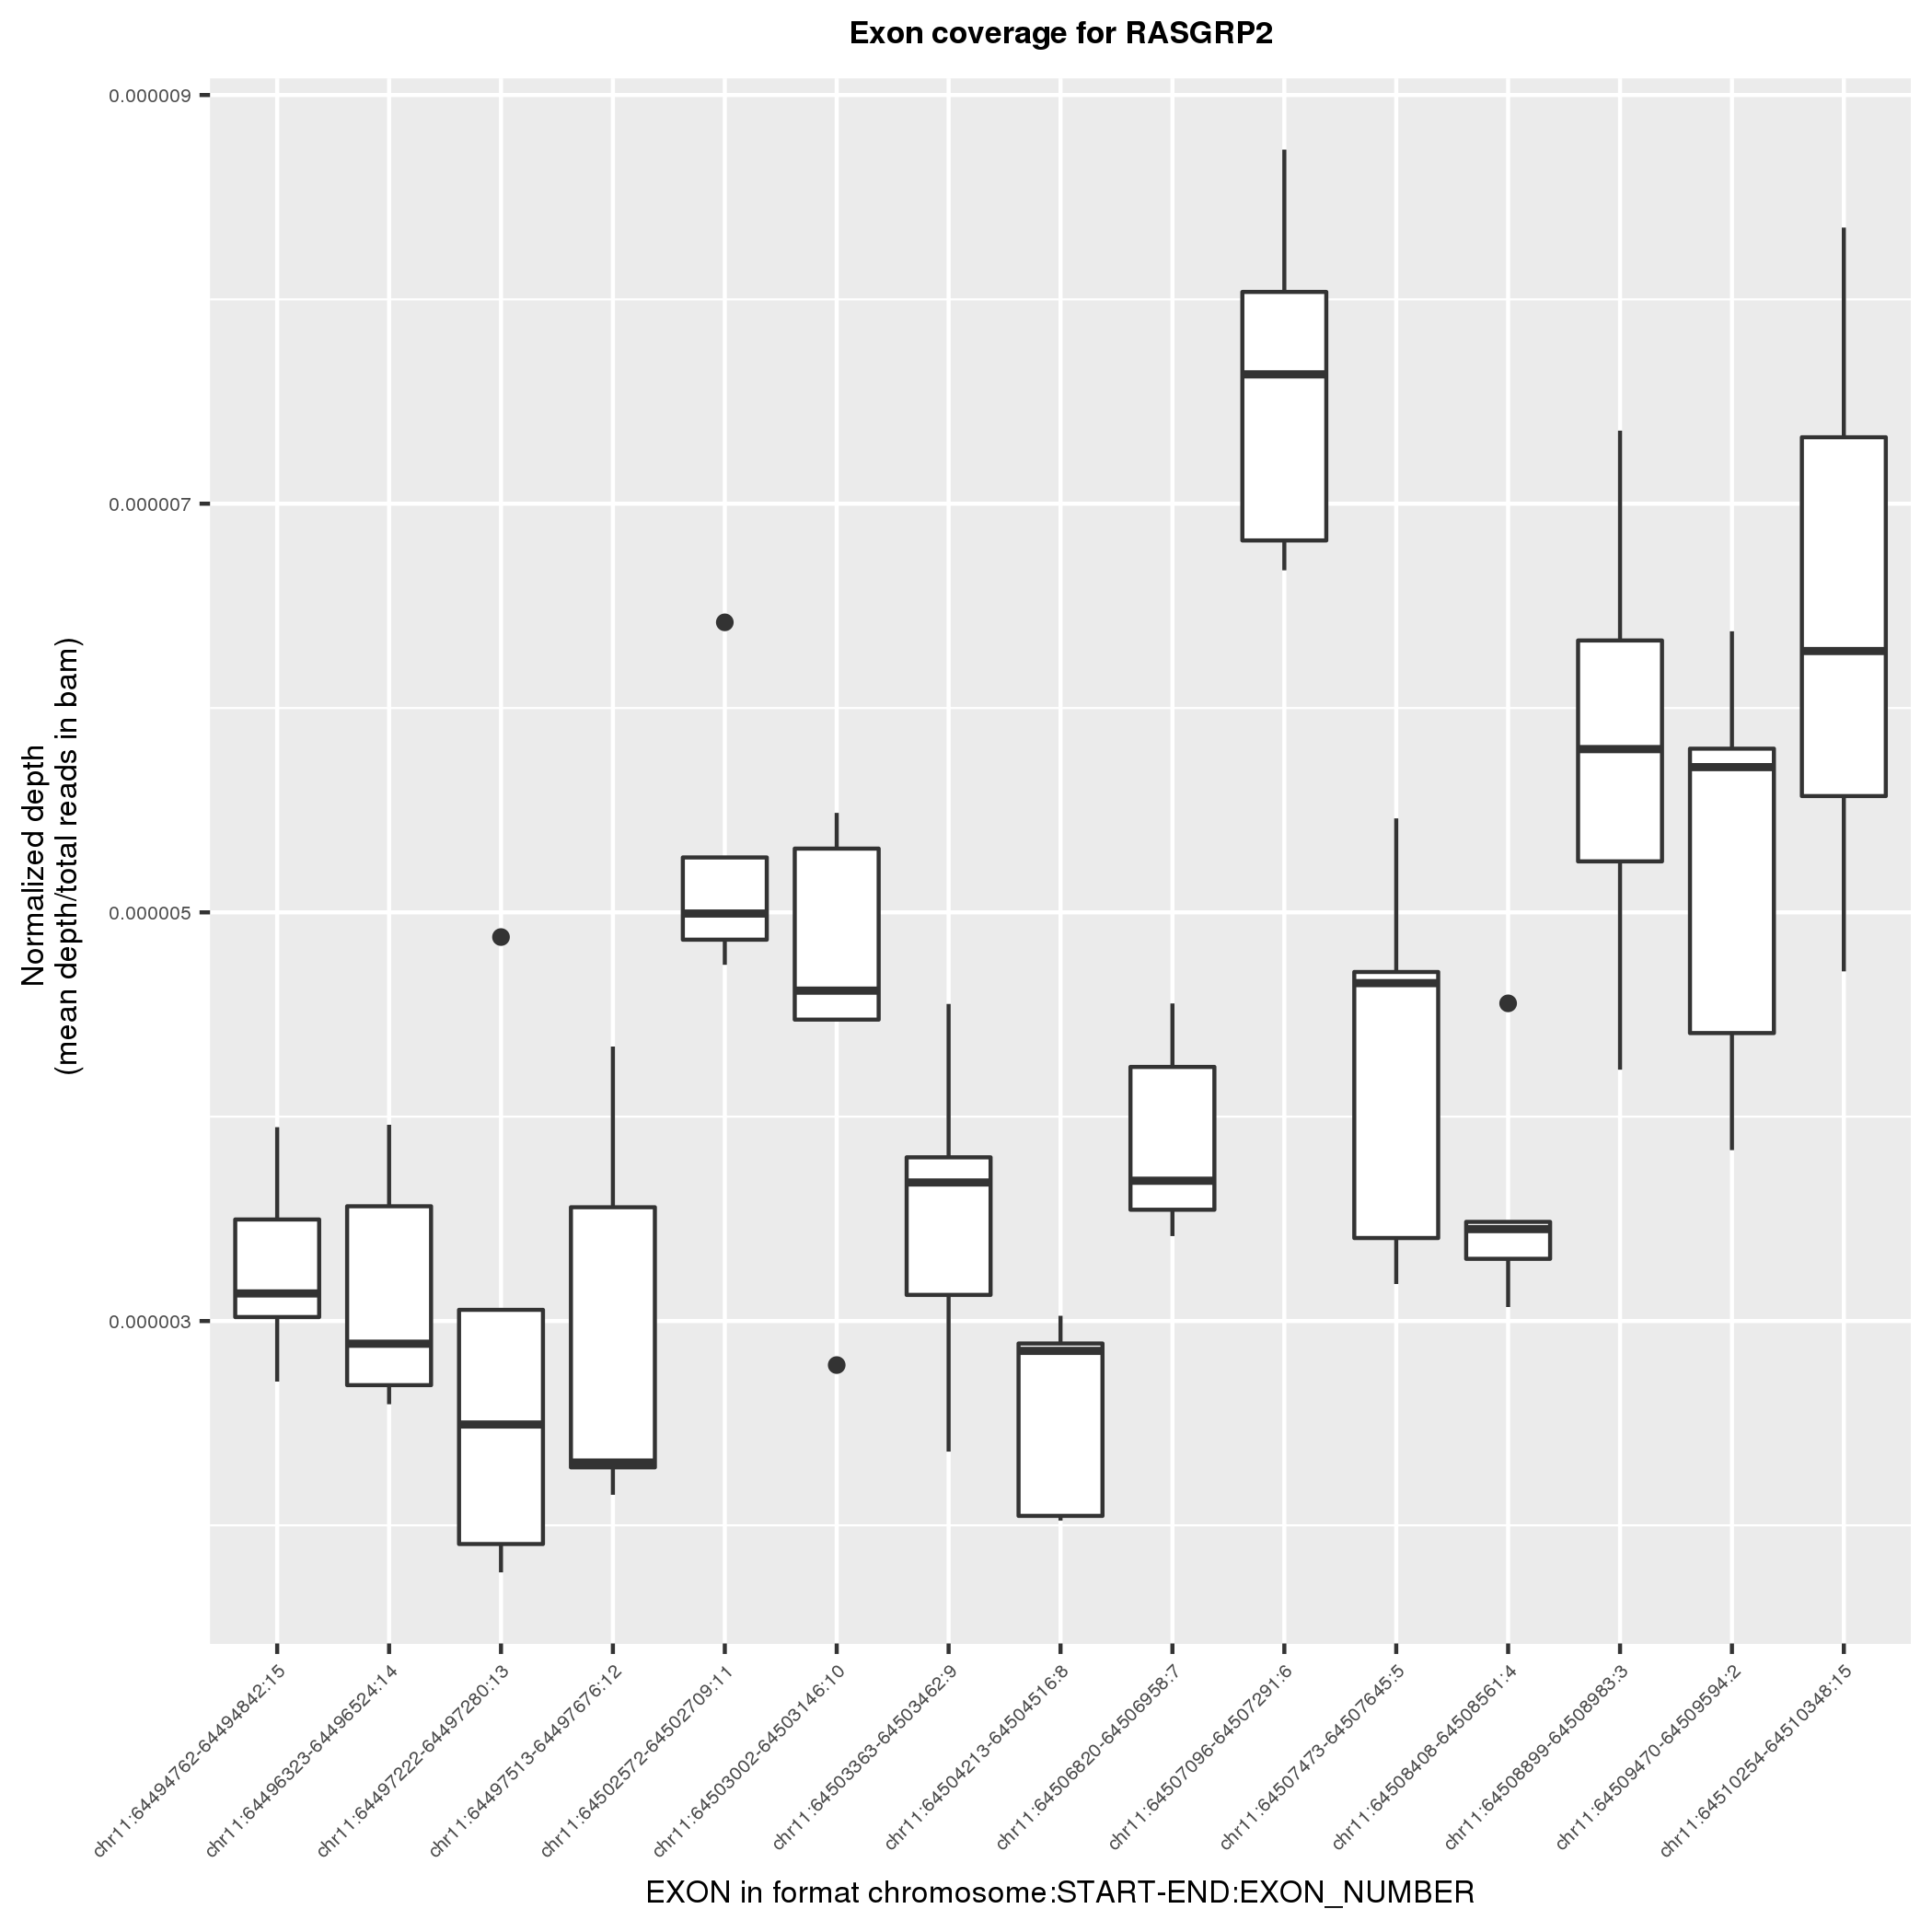 Exon coverage for RASGRP2
0.000009
0.000007
0.000005
0.000003
Normalized depth
(mean depth/total reads in bam)
chr11:64494762-64494842:15
chr11:64496323-64496524:14
chr11:64497222-64497280:13
chr11:64497513-64497676:12
chr11:64502572-64502709:11
chr11:64503002-64503146:10
chr11:64503363-64503462:9
chr11:64504213-64504516:8
chr11:64506820-64506958:7
chr11:64507096-64507291:6
chr11:64507473-64507645:5
chr11:64508408-64508561:4
chr11:64508899-64508983:3
chr11:64509470-64509594:2
chr11:64510254-64510348:15
EXON in format chromosome:START-END:EXON_NUMBER